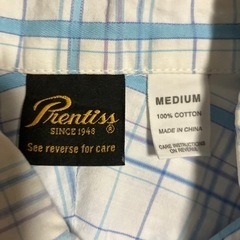 Prentiss®
SINCE 1948
See reverse for care
MEDIUM
100% COTTON
MADE IN CHINA
CARE INSTRUCTIONS
ON REVERSE